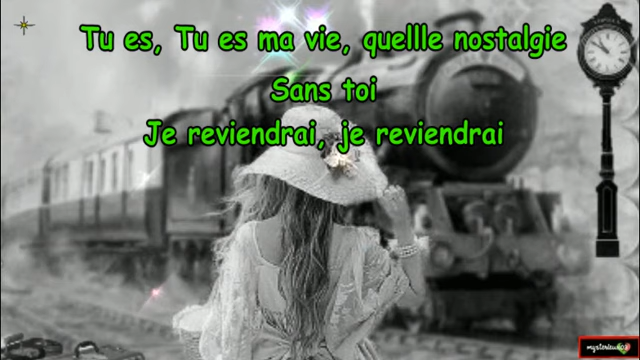 Tu es, Tu es ma vie, quellle nostalgie
Sans toi
Je reviendrai, je reviendrai